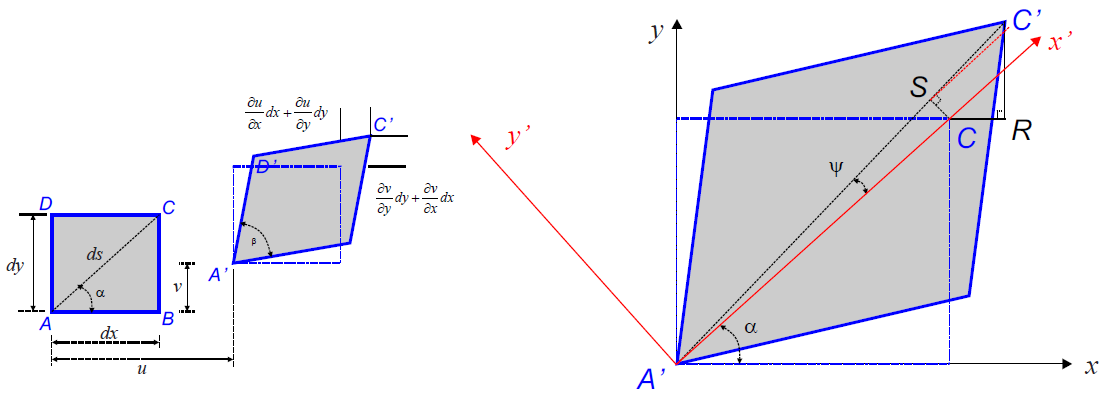 ∂u/∂x dx + ∂u/∂y dy
C’
D’
∂v/∂y dy + ∂v/∂x dx
β
A’
D
C
ds
dy
α
v
A
B
dx
u
y
C’
x’
y’
S
C
R
ψ
α
A’
x